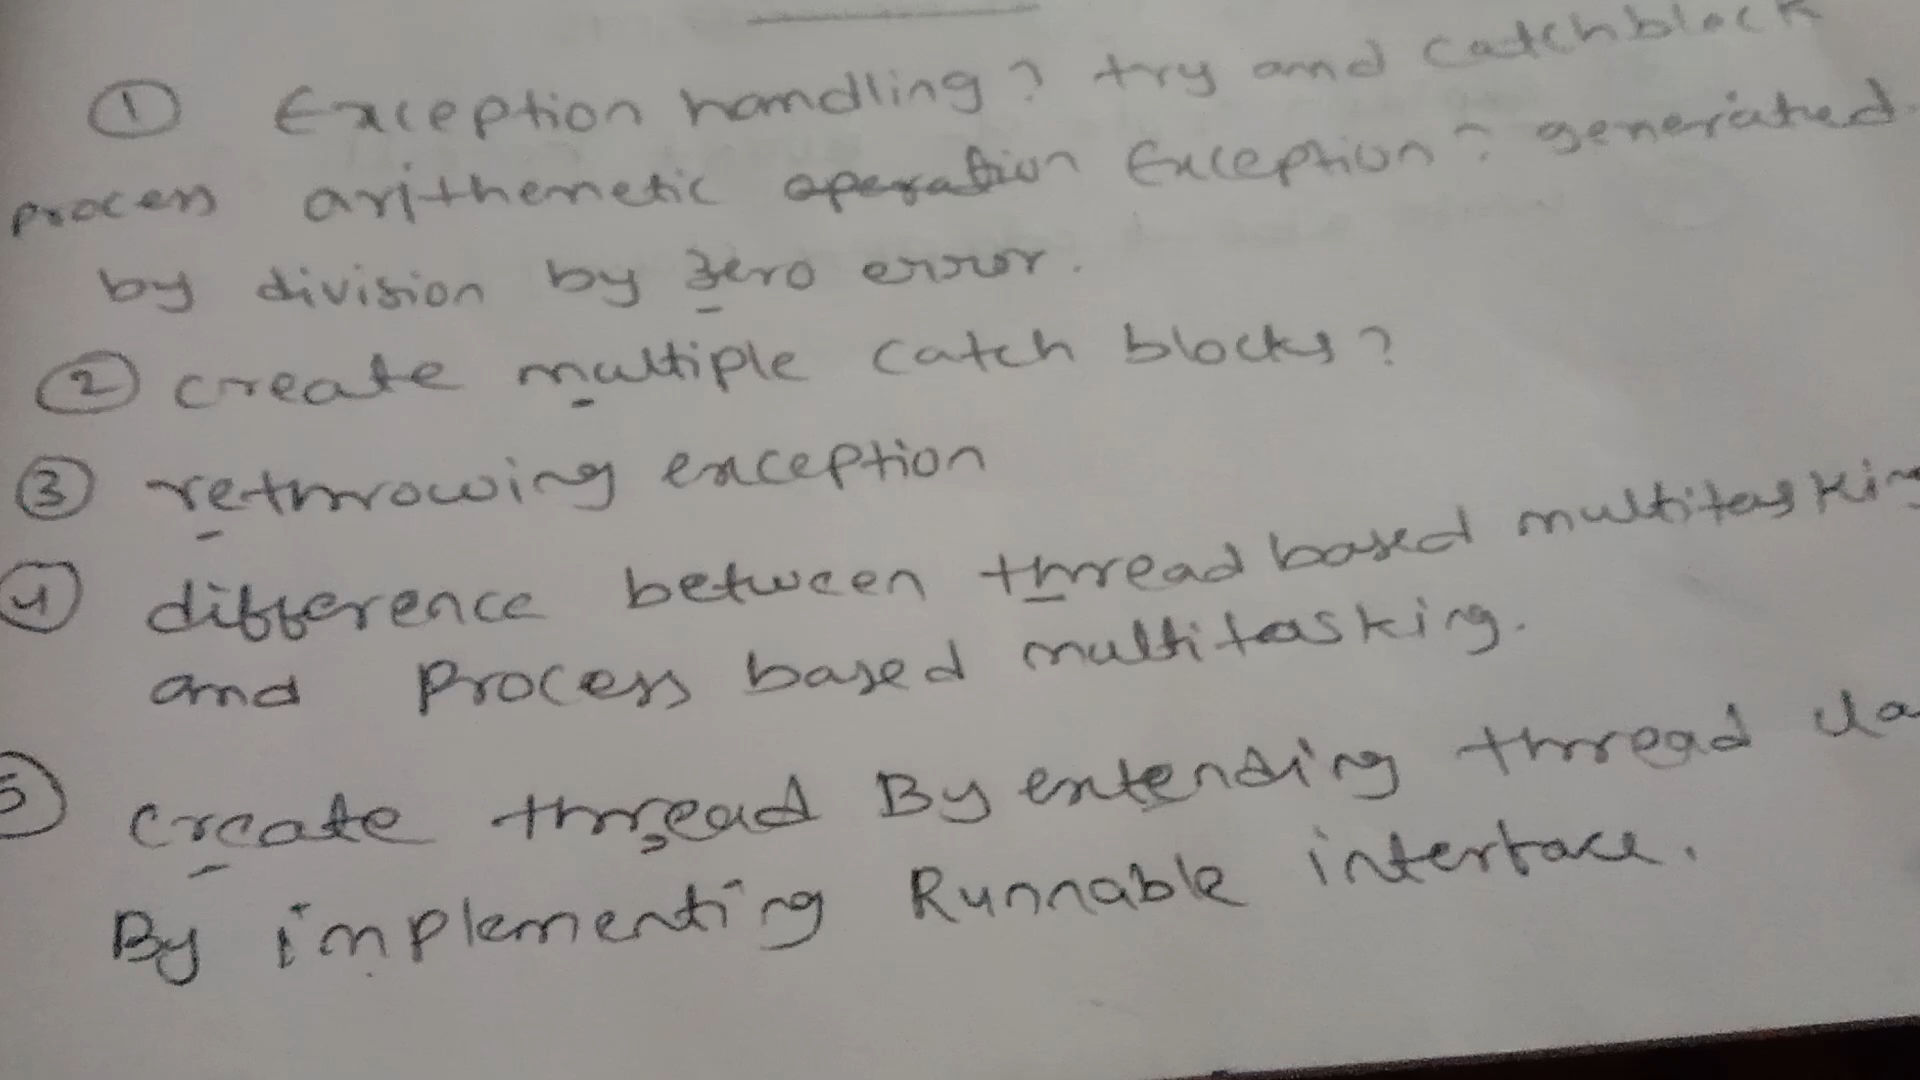 ① Exception handling? try and catchblock
process arithemetic operation Exception? generated
by division by zero error.
② create multiple catch blocks?
③ rethrowing exception
④ difference between thread based multitasking
and process based multitasking.
⑤ create thread By extending thread cla
By implementing Runnable interface.